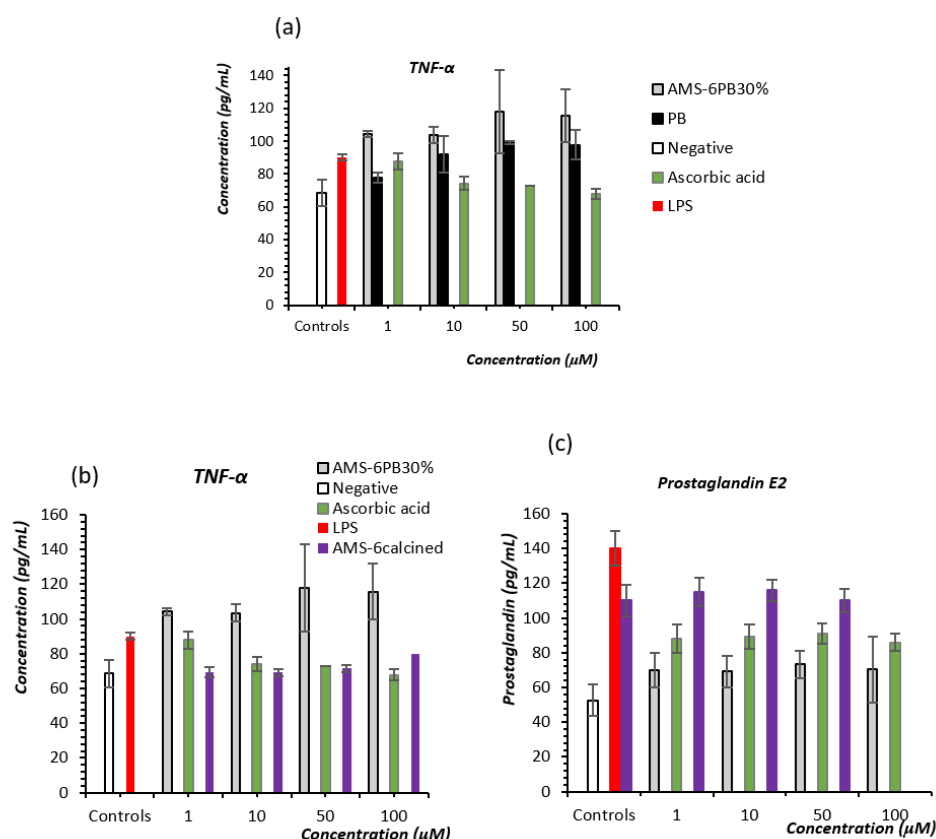 (a)
TNF-α
Concentration (pg/mL)
140
120
100
80
60
40
20
0
Controls 1 10 50 100
Concentration (µM)
AMS-6PB30%
PB
Negative
Ascorbic acid
LPS
(b)
TNF-α
Concentration (pg/mL)
160
140
120
100
80
60
40
20
0
Controls 1 10 50 100
Concentration (µM)
AMS-6PB30%
Negative
Ascorbic acid
LPS
AMS-6calcined
(c)
Prostaglandin E2
Prostaglandin (pg/mL)
160
140
120
100
80
60
40
20
0
Controls 1 10 50 100
Concentration (µM)